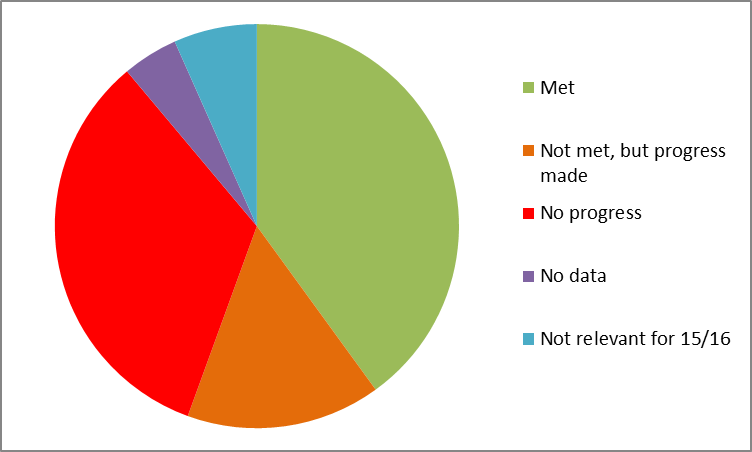 Met
Not met, but progress
made
No progress
No data
Not relevant for 15/16